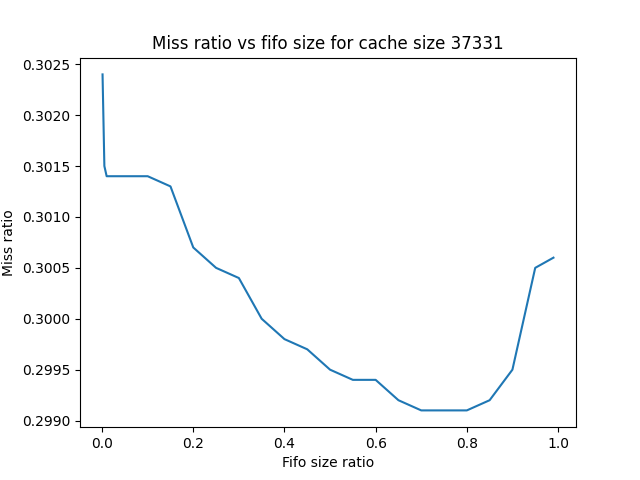 Miss ratio vs fifo size for cache size 37331
0.3025
0.3020
0.3015
0.3010
0.3005
0.3000
0.2995
0.2990
Miss ratio
0.0 0.2 0.4 0.6 0.8 1.0
Fifo size ratio